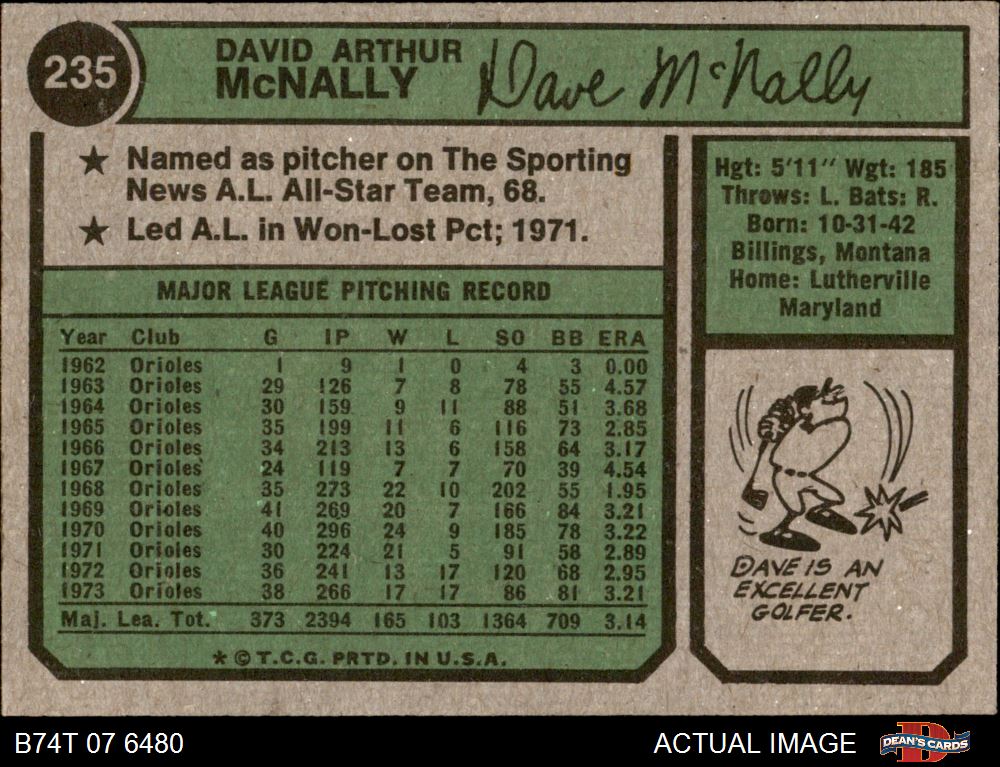 235
DAVID ARTHUR
McNALLY
Dave McNally
★ Named as pitcher on The Sporting
News A.L. All-Star Team, 68.
★ Led A.L. in Won-Lost Pct; 1971.
MAJOR LEAGUE PITCHING RECORD
Year Club G IP W L SO BB ERA
1962 Orioles 1 9 1 0 4 3 0.00
1963 Orioles 29 126 7 8 78 55 4.57
1964 Orioles 30 159 9 11 88 51 3.68
1965 Orioles 35 199 11 6 116 73 2.85
1966 Orioles 34 213 13 6 158 64 3.17
1967 Orioles 24 119 7 7 70 39 4.54
1968 Orioles 35 273 22 10 202 55 1.95
1969 Orioles 41 269 20 7 166 84 3.21
1970 Orioles 40 296 24 9 185 78 3.22
1971 Orioles 30 224 21 5 91 58 2.89
1972 Orioles 36 241 13 17 120 68 2.95
1973 Orioles 38 266 17 17 86 81 3.21
Maj. Lea. Tot. 373 2394 165 103 1364 709 3.14
* © T.C.G. PRTD. IN U.S.A.
Hgt: 5'11" Wgt: 185
Throws: L. Bats: R.
Born: 10-31-42
Billings, Montana
Home: Lutherville
Maryland
DAVE IS AN
EXCELLENT
GOLFER.
B74T 07 6480
ACTUAL IMAGE
D
DEAN'S CARDS